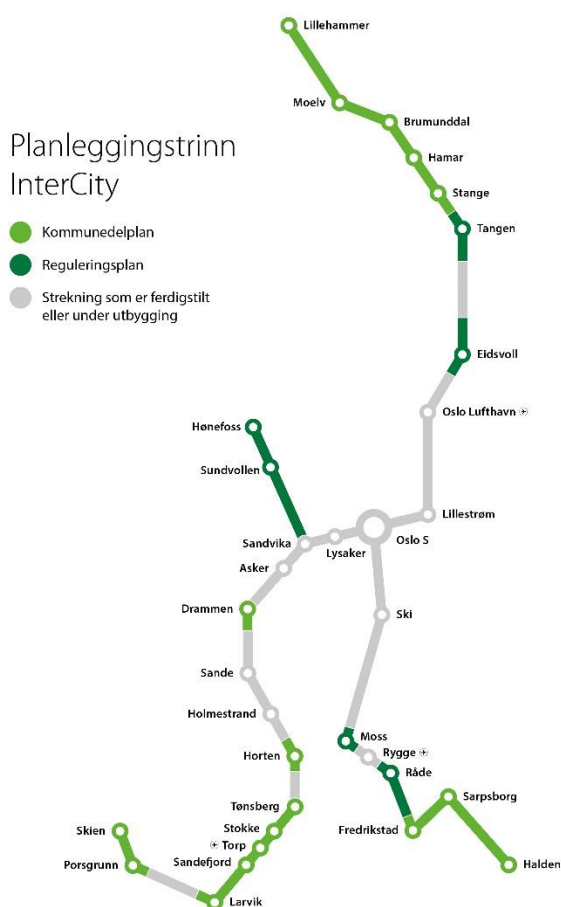 Lillehammer
Moelv
Brumunddal
Planleggingstrinn
InterCity
Hamar
Stange
Kommunedelplan
Tangen
Reguleringsplan
Strekning som er ferdigstilt
eller under utbygging
Eidsvoll
Oslo Lufthavn
Hønefoss
Sundvollen
Lillestrøm
Sandvika
Oslo S
Lysaker
Asker
Drammen
Ski
Sande
Holmestrand
Moss
Rygge
Horten
Råde
Sarpsborg
Tønsberg
Stokke
Fredrikstad
Skien
Torp
Sandefjord
Porsgrunn
Halden
Larvik